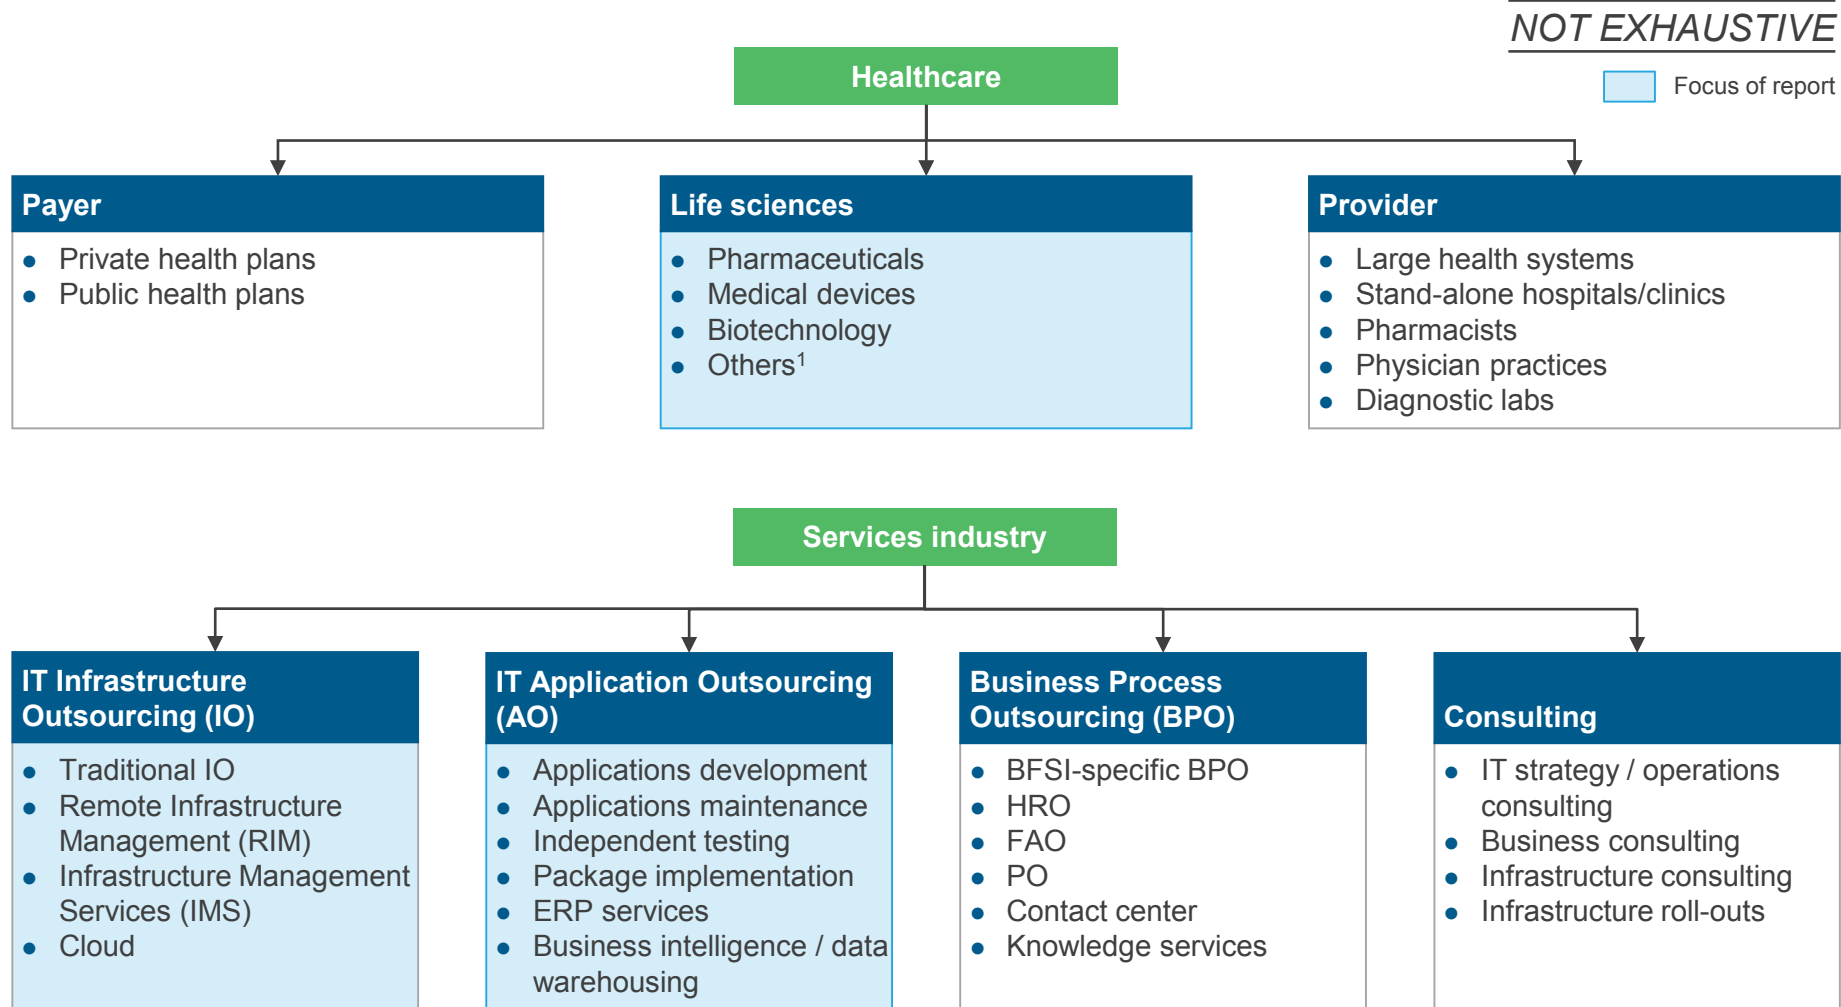 NOT EXHAUSTIVE
Focus of report
Healthcare
Payer
● Private health plans
● Public health plans
Life sciences
● Pharmaceuticals
● Medical devices
● Biotechnology
● Others¹
Provider
● Large health systems
● Stand-alone hospitals/clinics
● Pharmacists
● Physician practices
● Diagnostic labs
Services industry
IT Infrastructure
Outsourcing (IO)
● Traditional IO
● Remote Infrastructure
Management (RIM)
● Infrastructure Management
Services (IMS)
● Cloud
IT Application Outsourcing
(AO)
● Applications development
● Applications maintenance
● Independent testing
● Package implementation
● ERP services
● Business intelligence / data
warehousing
Business Process
Outsourcing (BPO)
● BFSI-specific BPO
● HRO
● FAO
● PO
● Contact center
● Knowledge services
Consulting
● IT strategy / operations
consulting
● Business consulting
● Infrastructure consulting
● Infrastructure roll-outs